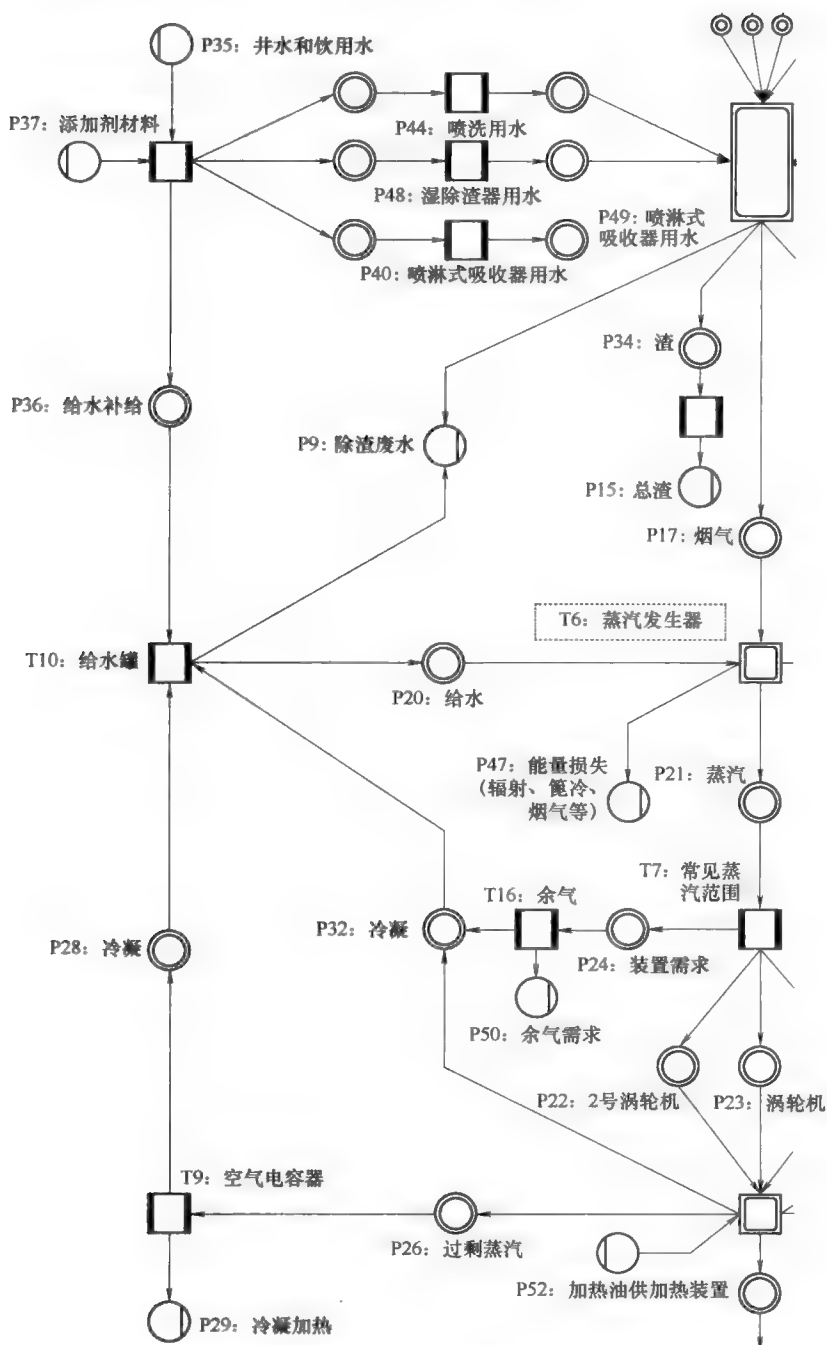 P35：井水和饮用水
P37：添加剂材料
P44：喷洗用水
P48：湿除渣器用水
P49：喷淋式
吸收器用水
P40：喷淋式吸收器用水
P34：渣
P36：给水补给
P9：除渣废水
P15：总渣
P17：烟气
T6：蒸汽发生器
T10：给水罐
P20：给水
P47：能量损失
（辐射、篦冷、
烟气等）
P21：蒸汽
T7：常见蒸
汽范围
T16：余气
P32：冷凝
P28：冷凝
P24：装置需求
P50：余气需求
P22：2号涡轮机
P23：涡轮机
T9：空气电容器
P26：过剩蒸汽
P52：加热油供加热装置
P29：冷凝加热